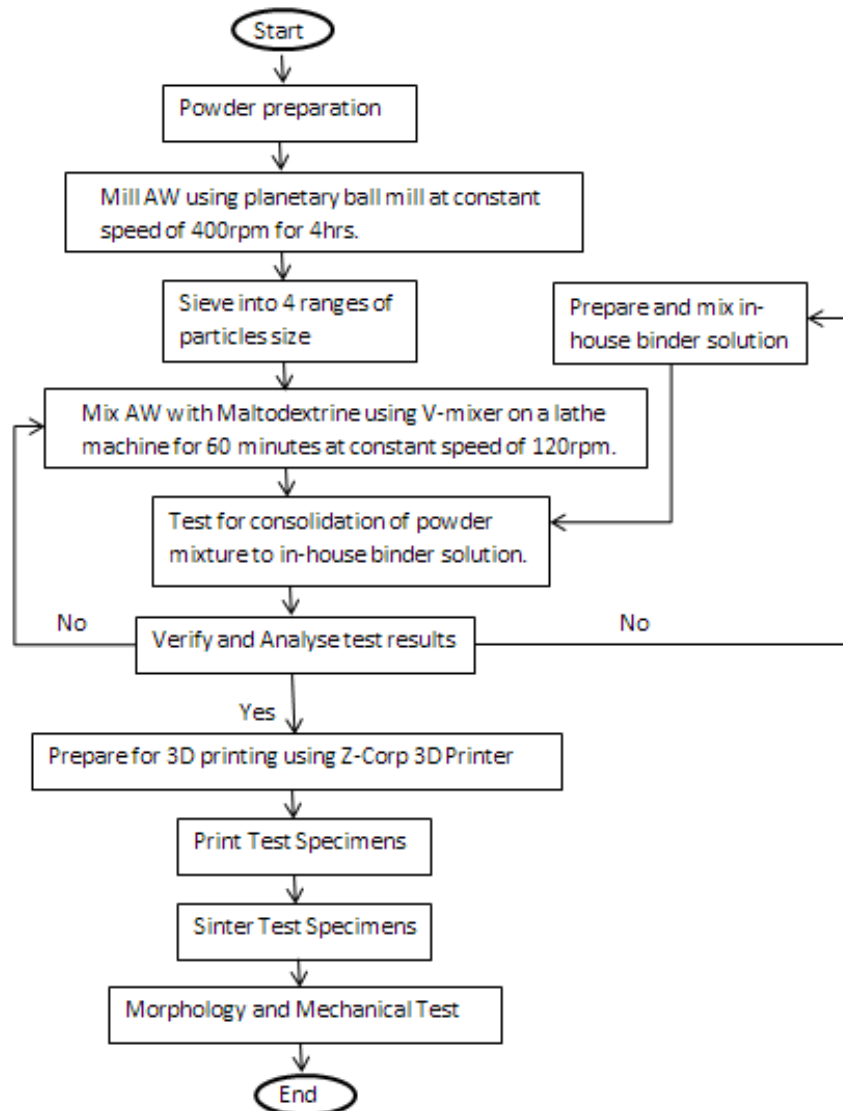 Start
Powder preparation
Mill AW using planetary ball mill at constant
speed of 400rpm for 4hrs.
Sieve into 4 ranges of
particles size
Prepare and mix in-
house binder solution
Mix AW with Maltodextrine using V-mixer on a lathe
machine for 60 minutes at constant speed of 120rpm.
Test for consolidation of powder
mixture to in-house binder solution.
No
No
Verify and Analyse test results
Yes
Prepare for 3D printing using Z-Corp 3D Printer
Print Test Specimens
Sinter Test Specimens
Morphology and Mechanical Test
End